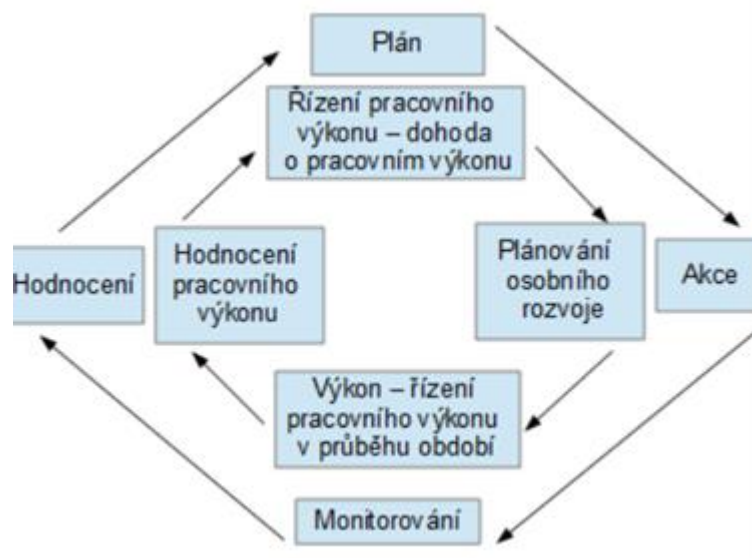 Plán
Řízení pracovního
výkonu – dohoda
o pracovním výkonu
Hodnocení
Hodnocení
pracovního
výkonu
Plánování
osobního
rozvoje
Akce
Výkon – řízení
pracovního výkonu
v průběhu období
Monitorování